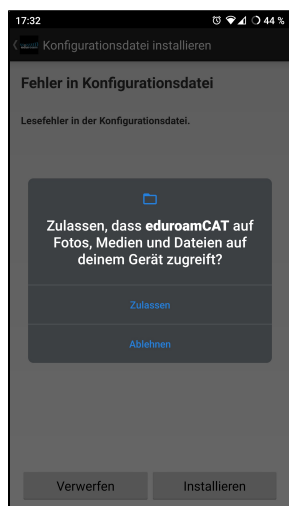 17:32
44 %
Konfigurationsdatei installieren
Fehler in Konfigurationsdatei
Lesefehler in der Konfigurationsdatei.
Zulassen, dass eduroamCAT auf
Fotos, Medien und Dateien auf
deinem Gerät zugreift?
Zulassen
Ablehnen
Verwerfen
Installieren